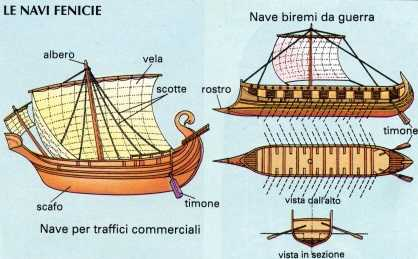 LE NAVI FENICIE
albero
vela
scotte
scafo
timone
Nave per traffici commerciali
Nave biremi da guerra
rostro
timone
vista dall'alto
vista in sezione